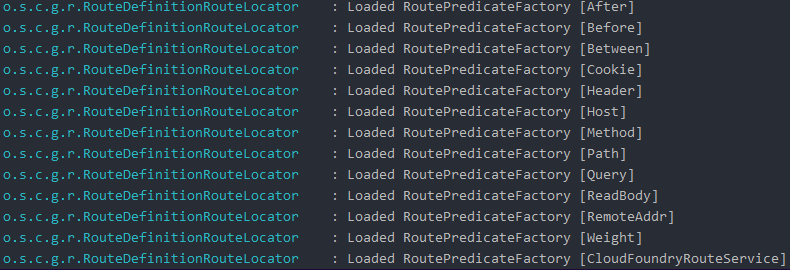 o.s.c.g.r.RouteDefinitionRouteLocator : Loaded RoutePredicateFactory [After]
o.s.c.g.r.RouteDefinitionRouteLocator : Loaded RoutePredicateFactory [Before]
o.s.c.g.r.RouteDefinitionRouteLocator : Loaded RoutePredicateFactory [Between]
o.s.c.g.r.RouteDefinitionRouteLocator : Loaded RoutePredicateFactory [Cookie]
o.s.c.g.r.RouteDefinitionRouteLocator : Loaded RoutePredicateFactory [Header]
o.s.c.g.r.RouteDefinitionRouteLocator : Loaded RoutePredicateFactory [Host]
o.s.c.g.r.RouteDefinitionRouteLocator : Loaded RoutePredicateFactory [Method]
o.s.c.g.r.RouteDefinitionRouteLocator : Loaded RoutePredicateFactory [Path]
o.s.c.g.r.RouteDefinitionRouteLocator : Loaded RoutePredicateFactory [Query]
o.s.c.g.r.RouteDefinitionRouteLocator : Loaded RoutePredicateFactory [ReadBody]
o.s.c.g.r.RouteDefinitionRouteLocator : Loaded RoutePredicateFactory [RemoteAddr]
o.s.c.g.r.RouteDefinitionRouteLocator : Loaded RoutePredicateFactory [Weight]
o.s.c.g.r.RouteDefinitionRouteLocator : Loaded RoutePredicateFactory [CloudFoundryRouteService]